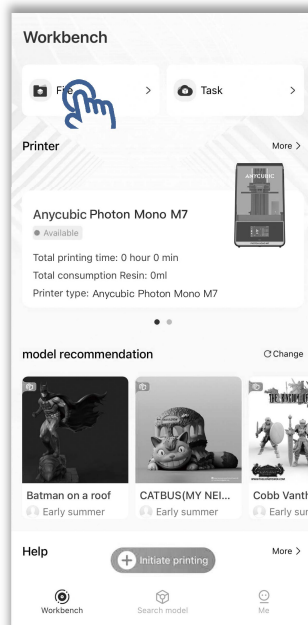 Workbench
File
Task
Printer
More >
ANYCUBIC
Anycubic Photon Mono M7
Available
Total printing time: 0 hour 0 min
Total consumption Resin: 0ml
Printer type: Anycubic Photon Mono M7
model recommendation
Change
Batman on a roof
CATBUS(MY NEI...
Cobb Vanth
Early summer
Early summer
Early sum
Help
More >
Initiate printing
Workbench
Search model
Me